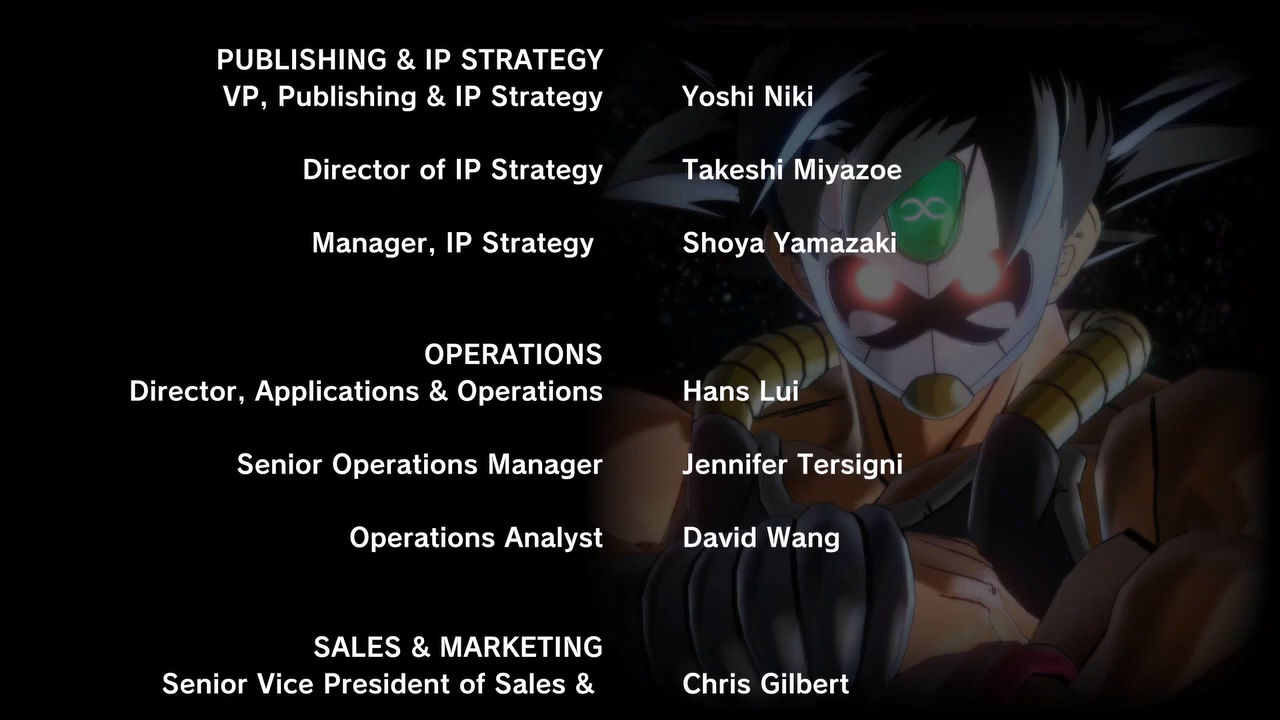 PUBLISHING & IP STRATEGY
VP, Publishing & IP Strategy Yoshi Niki
Director of IP Strategy Takeshi Miyazoe
Manager, IP Strategy Shoya Yamazaki
OPERATIONS
Director, Applications & Operations Hans Lui
Senior Operations Manager Jennifer Tersigni
Operations Analyst David Wang
SALES & MARKETING
Senior Vice President of Sales & Chris Gilbert